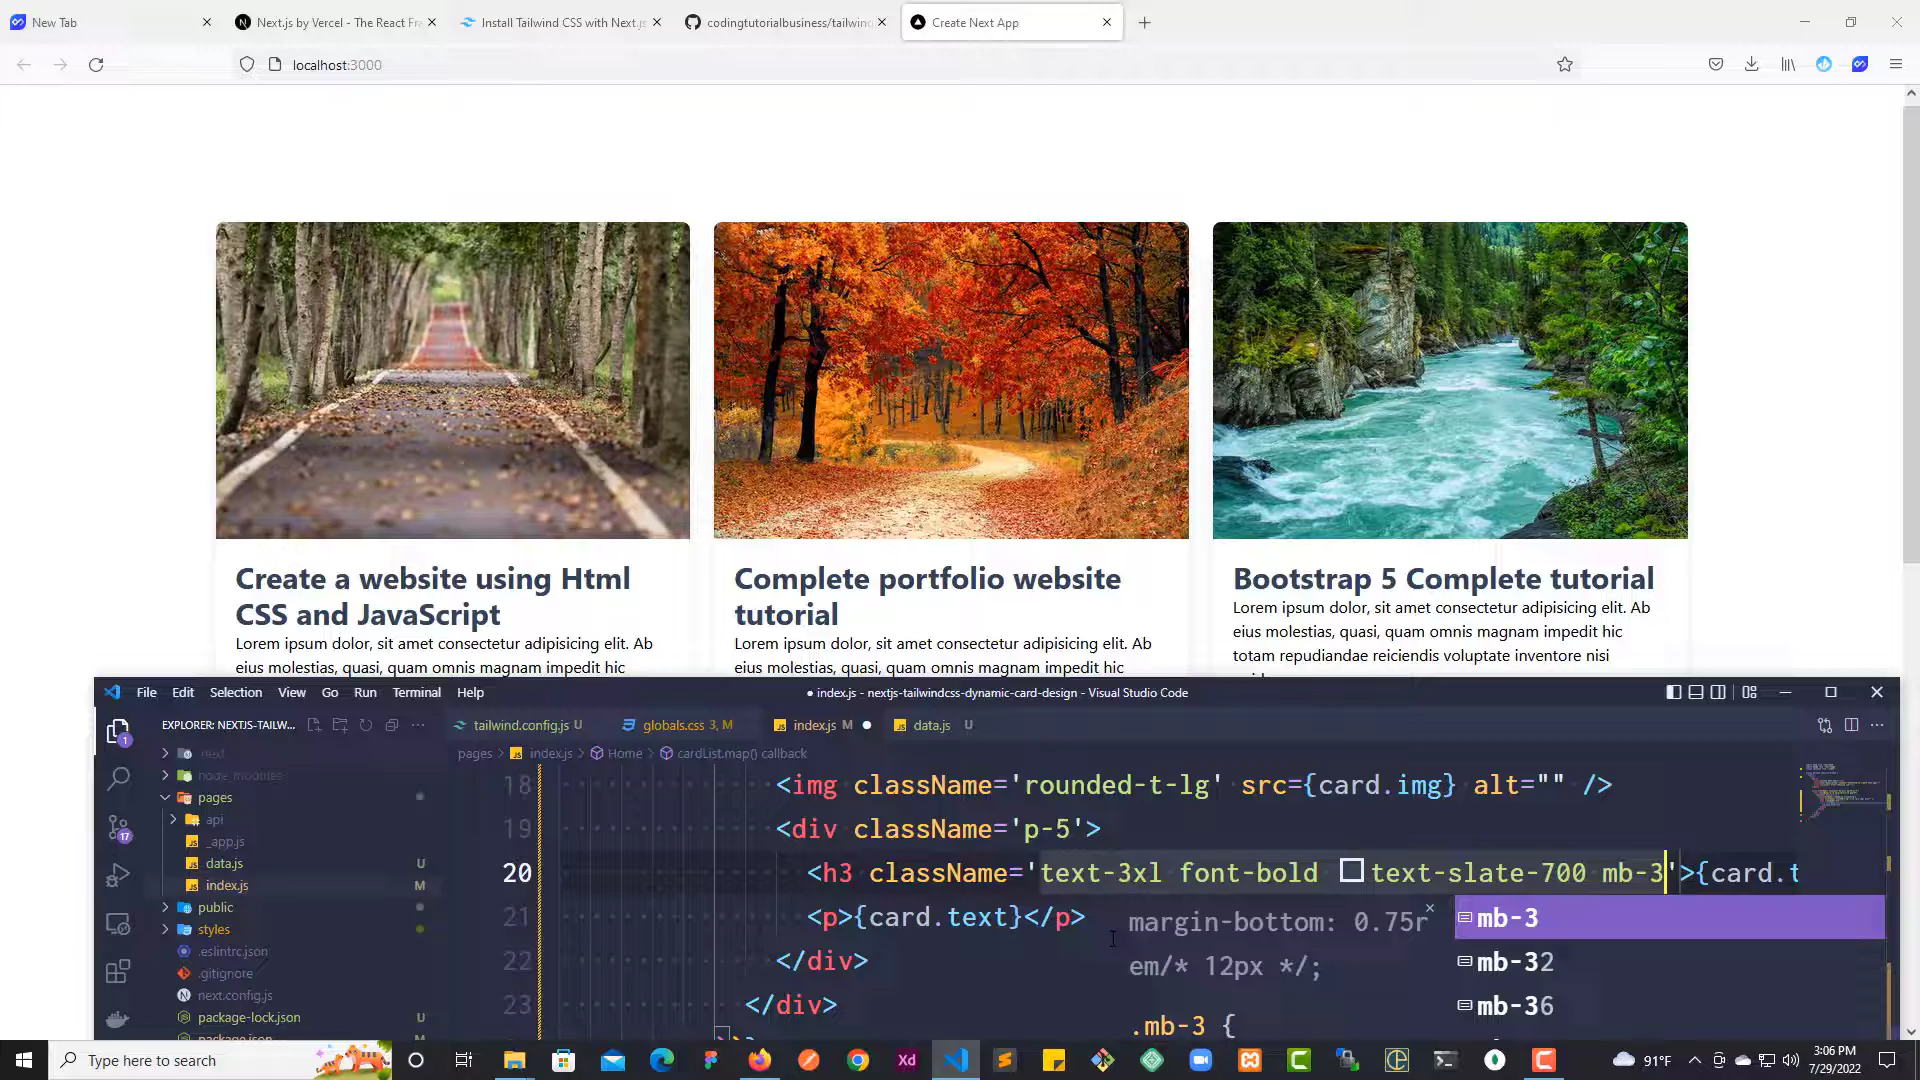 New Tab
Next.js by Vercel - The React Fr
Install Tailwind CSS with Next.js
codingtutorialbusiness/tailwind
Create Next App
localhost:3000
Create a website using Html
CSS and JavaScript
Lorem ipsum dolor, sit amet consectetur adipisicing elit. Ab
eius molestias, quasi, quam omnis magnam impedit hic
Complete portfolio website
tutorial
Lorem ipsum dolor, sit amet consectetur adipisicing elit. Ab
eius molestias, quasi, quam omnis magnam impedit hic
Bootstrap 5 Complete tutorial
Lorem ipsum dolor, sit amet consectetur adipisicing elit. Ab
eius molestias, quasi, quam omnis magnam impedit hic
totam repudiandae reiciendis voluptate inventore nisi
File Edit Selection View Go Run Terminal Help
● index.js - nextjs-tailwindcss-dynamic-card-design - Visual Studio Code
EXPLORER: NEXTJS-TAILW...
tailwind.config.js U
globals.css 3, M
index.js M
data.js U
pages > index.js > Home > cardList.map() callback
.next
node_modules
pages
api
_app.js
data.js U
index.js M
public
styles
.eslintrc.json
.gitignore
next.config.js
package-lock.json U
package.json M
1
17
18 <img className='rounded-t-lg' src={card.img} alt="" />
19 <div className='p-5'>
20 <h3 className='text-3xl font-bold text-slate-700 mb-3'>{card.t
21 <p>{card.text}</p>
22 </div>
23 </div>
margin-bottom: 0.75r
em/* 12px */;
.mb-3 {
mb-3
mb-32
mb-36
Type here to search
Xd
91°F
3:06 PM
7/29/2022